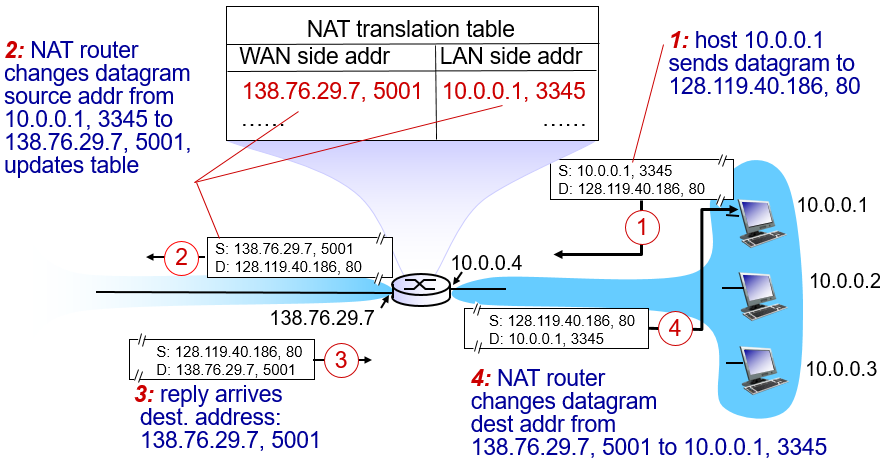 NAT translation table
WAN side addr LAN side addr
138.76.29.7, 5001 10.0.0.1, 3345
...... ......
2: NAT router
changes datagram
source addr from
10.0.0.1, 3345 to
138.76.29.7, 5001,
updates table
1: host 10.0.0.1
sends datagram to
128.119.40.186, 80
S: 10.0.0.1, 3345
D: 128.119.40.186, 80
1
10.0.0.1
S: 138.76.29.7, 5001
D: 128.119.40.186, 80
2
10.0.0.4
10.0.0.2
138.76.29.7
S: 128.119.40.186, 80
D: 10.0.0.1, 3345
4
S: 128.119.40.186, 80
D: 138.76.29.7, 5001
3
10.0.0.3
3: reply arrives
dest. address:
138.76.29.7, 5001
4: NAT router
changes datagram
dest addr from
138.76.29.7, 5001 to 10.0.0.1, 3345